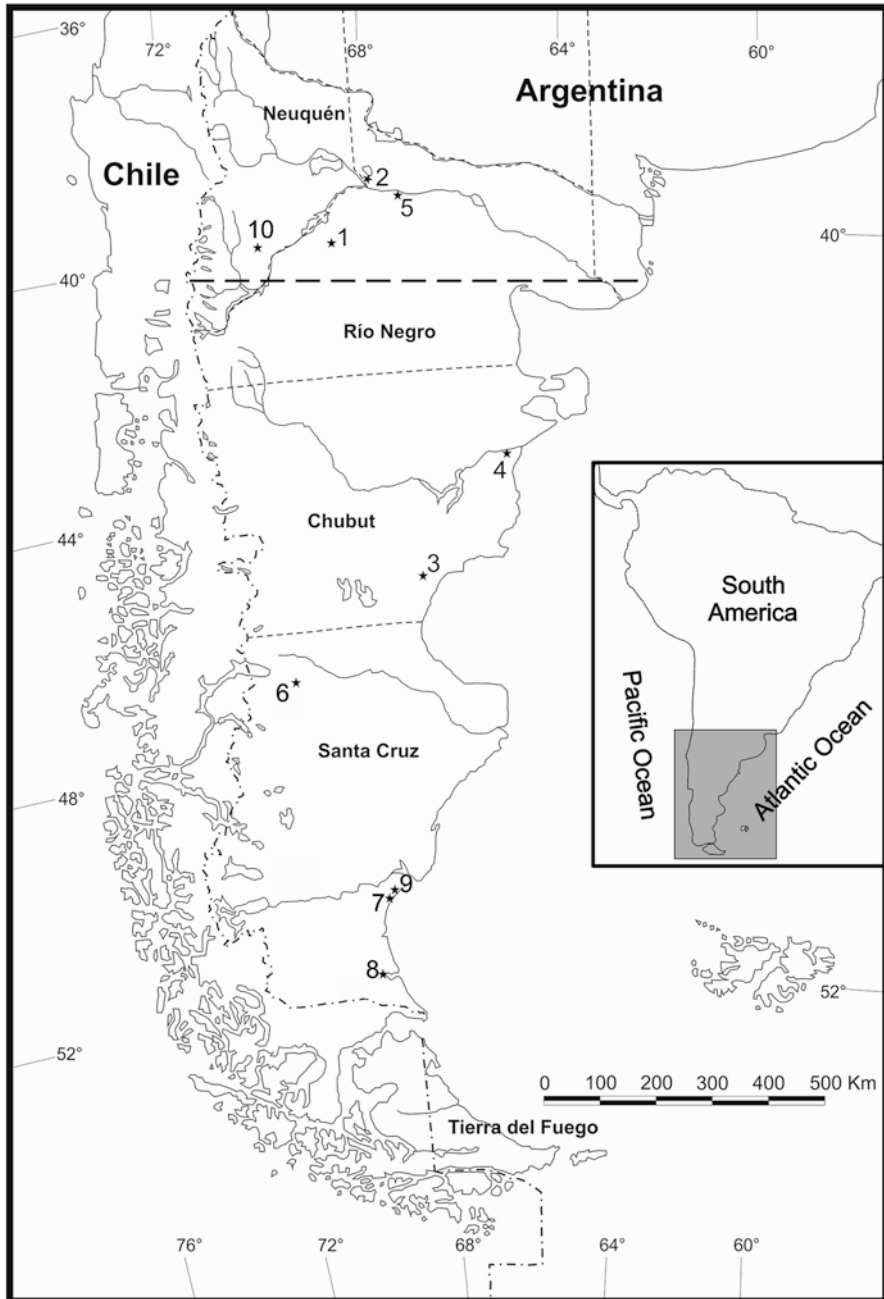 36°
72°
68°
64°
60°
Argentina
Neuquén
Chile
2
5
10
1
40°
40°
Río Negro
4
Chubut
44°
3
6
Santa Cruz
48°
9
7
8
52°
52°
South
America
Pacific Ocean
Atlantic Ocean
0 100 200 300 400 500 Km
Tierra del Fuego
76°
72°
68°
64°
60°